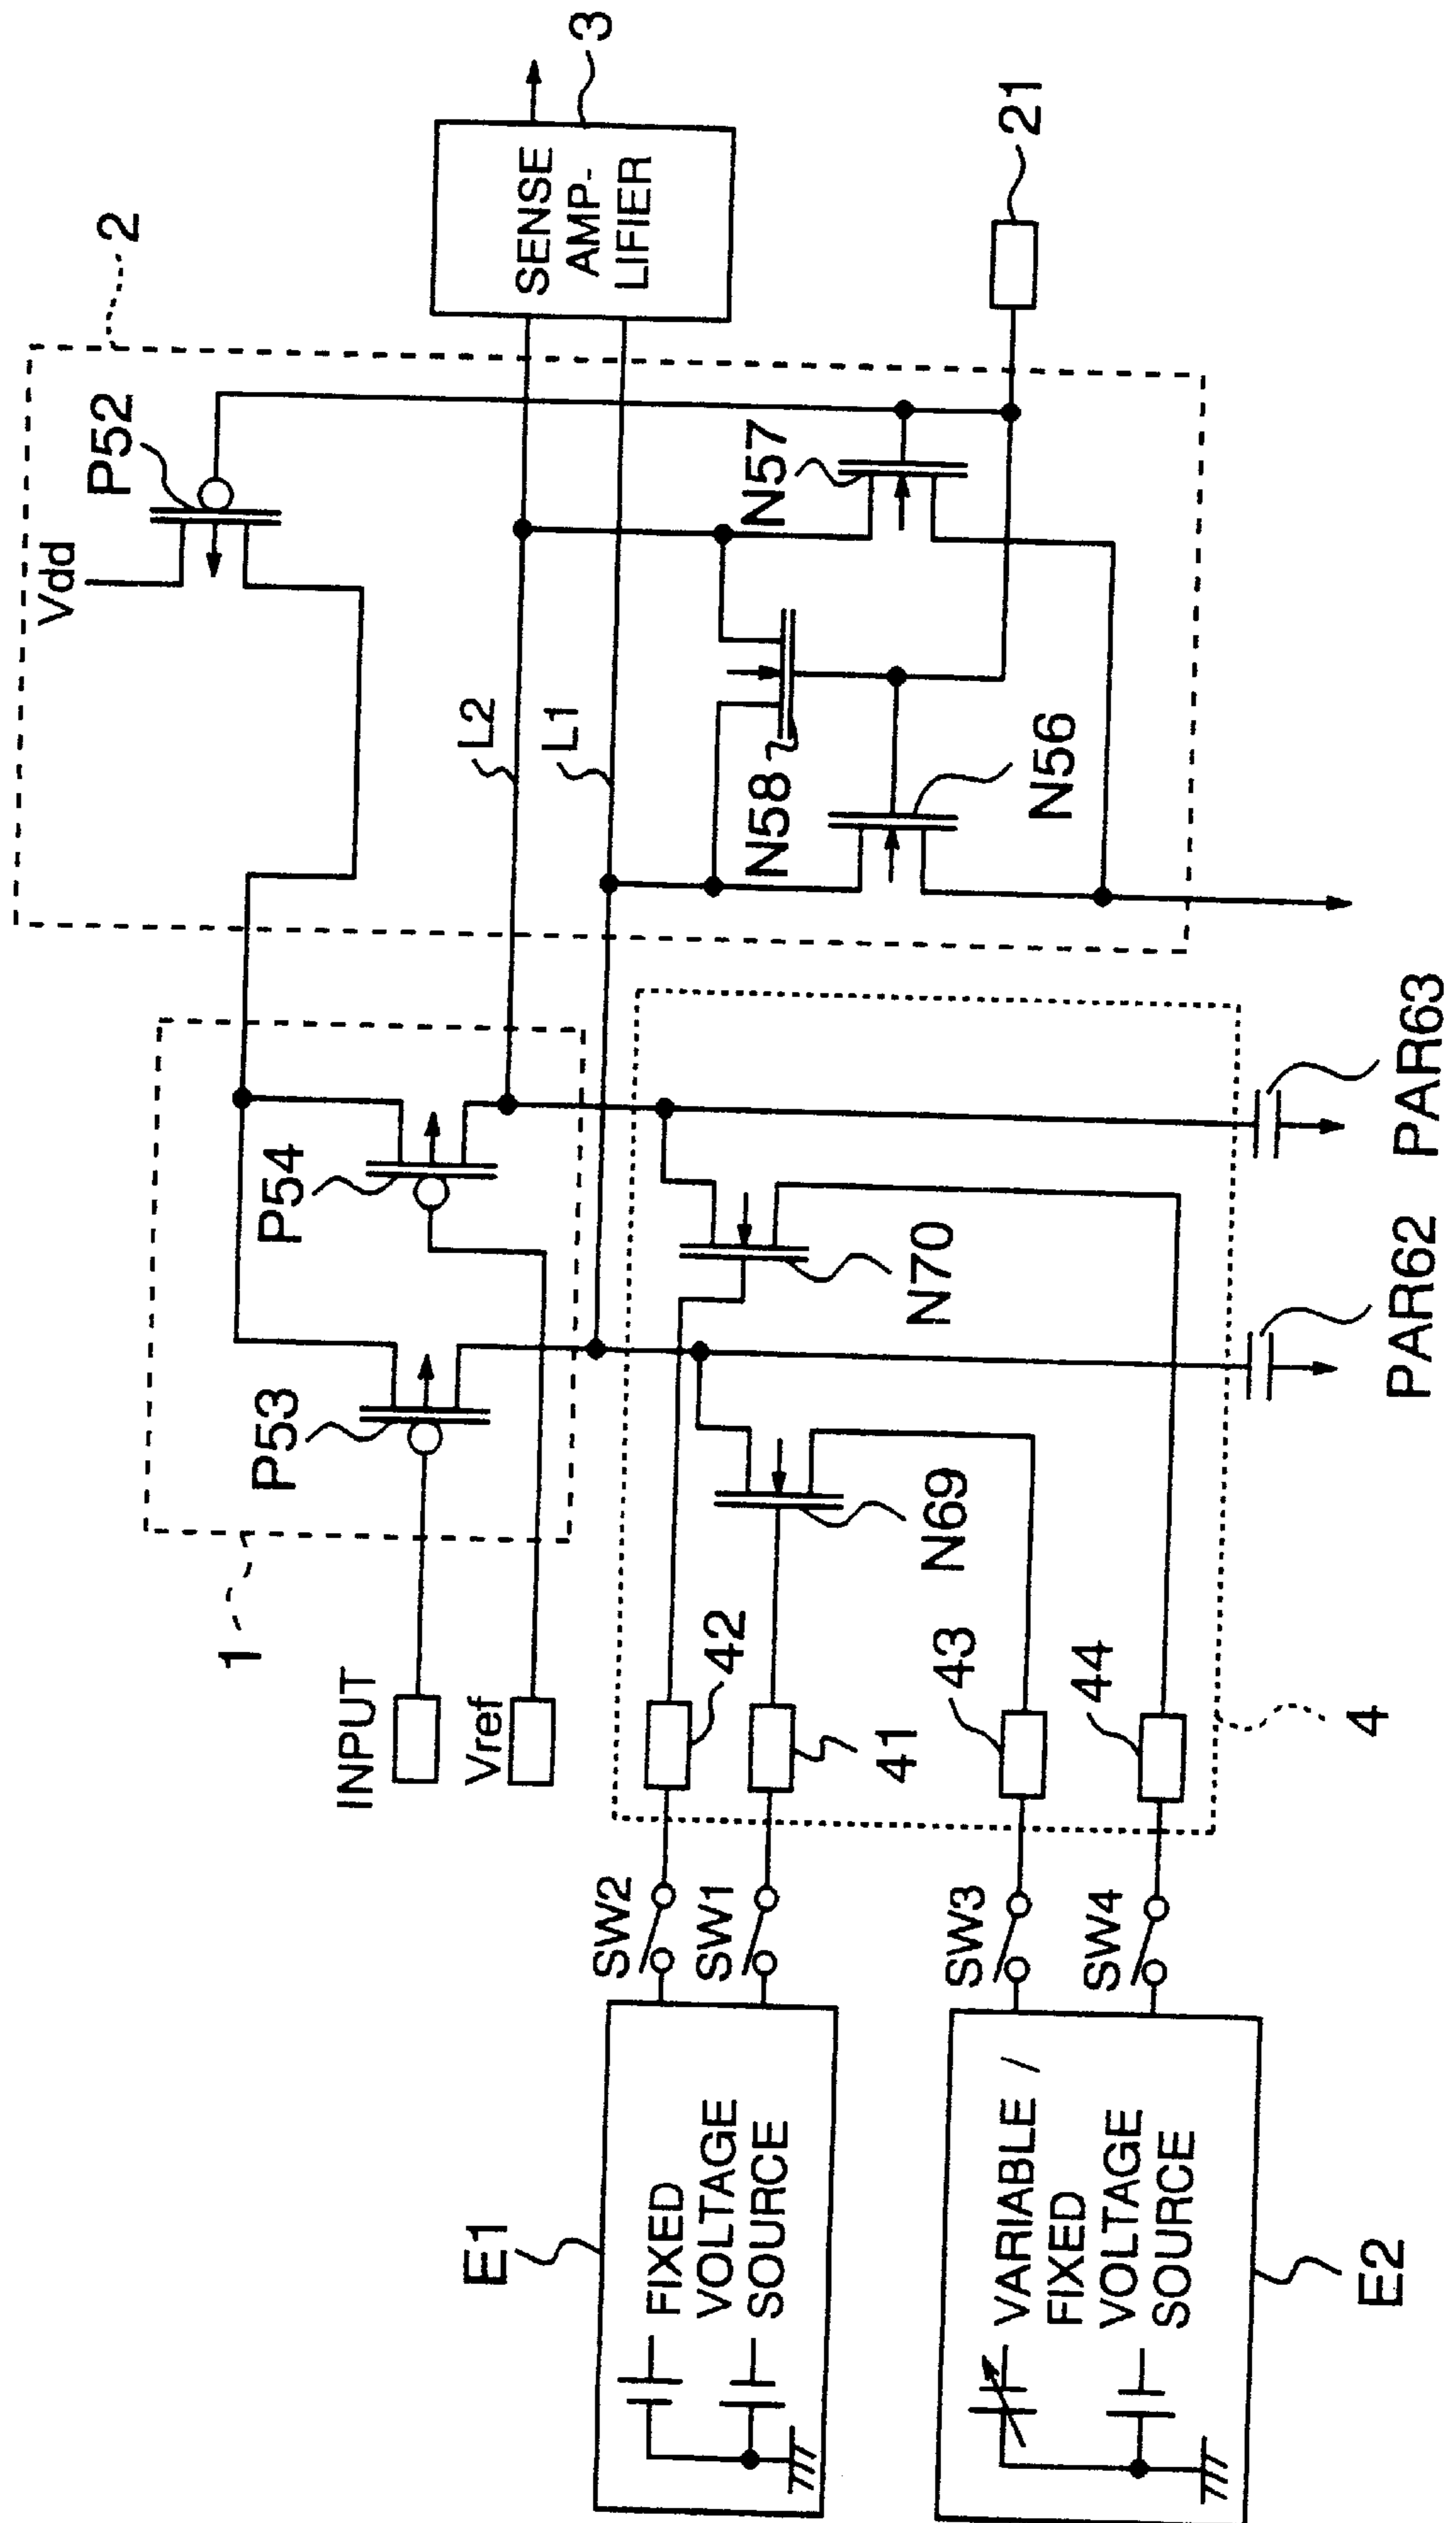 E1
FIXED
VOLTAGE
SOURCE
E2
VARIABLE /
FIXED
VOLTAGE
SOURCE
SW2
SW1
SW3
SW4
INPUT
Vref
42
41
43
44
4
1
P53
P54
N69
N70
PAR62
PAR63
Vdd
P52
2
L2
L1
N58
N56
N57
SENSE
AMP-
LIFIER
3
21